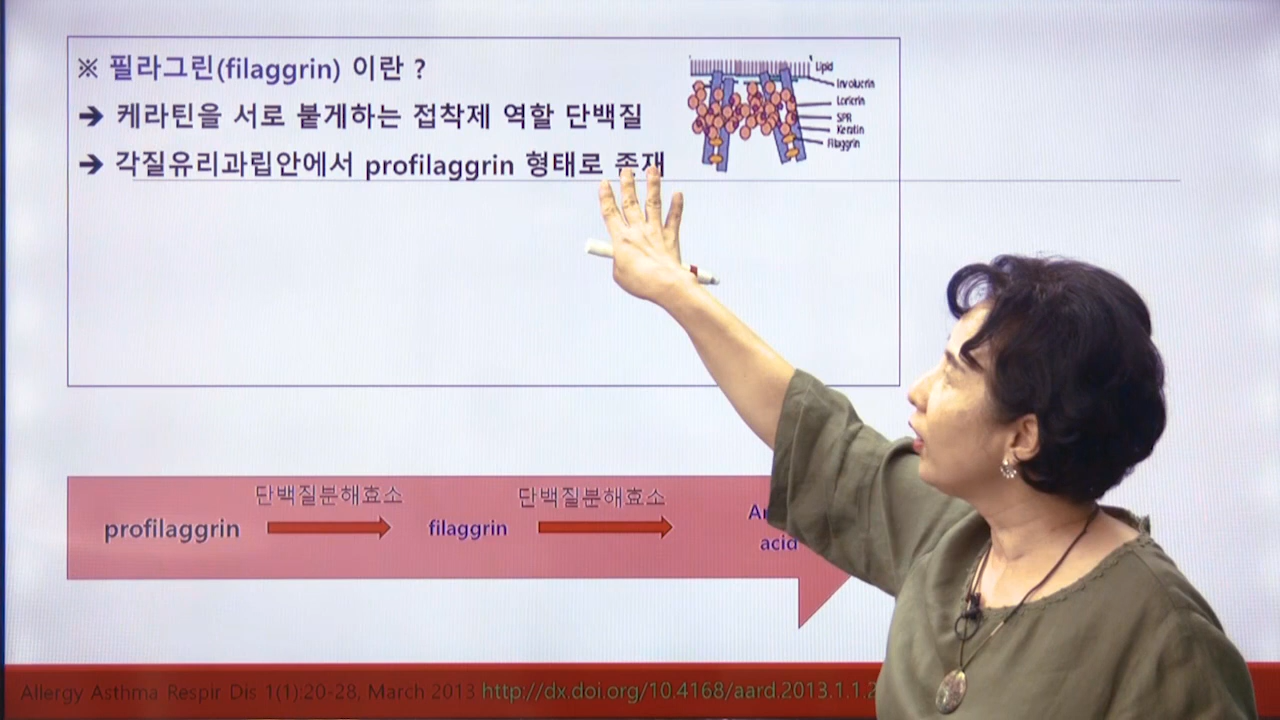 ※ 필라그린(filaggrin) 이란 ?
➔ 케라틴을 서로 붙게하는 접착제 역할 단백질
➔ 각질유리과립안에서 profilaggrin 형태로 존재
Lipid
Involucrin
Loricrin
SPR
Keratin
Filaggrin
단백질분해효소 단백질분해효소
profilaggrin filaggrin
acid
Allergy Asthma Respir Dis 1(1):20-28, March 2013 http://dx.doi.org/10.4168/aard.2013.1.1.2